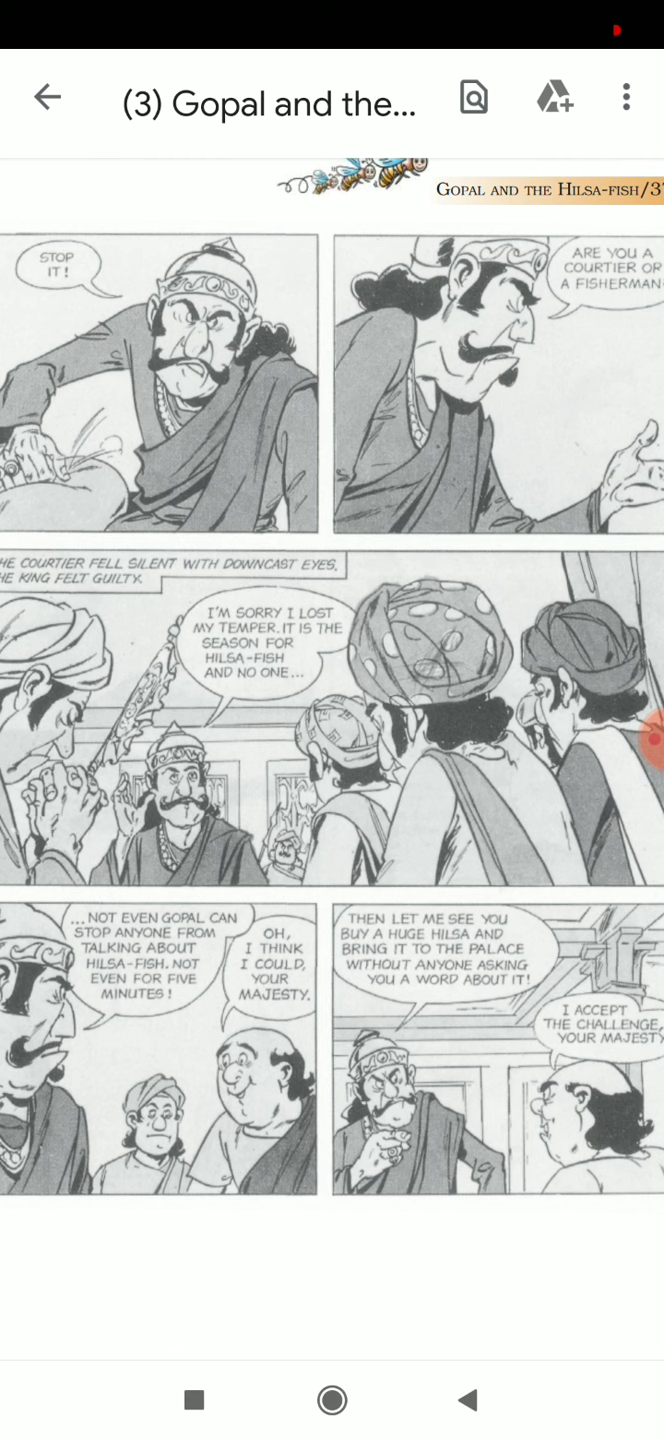 (3) Gopal and the...
GOPAL AND THE HILSA-FISH/37
STOP
IT!
ARE YOU A
COURTIER OR
A FISHERMAN
HE COURTIER FELL SILENT WITH DOWNCAST EYES.
HE KING FELT GUILTY.
I'M SORRY I LOST
MY TEMPER. IT IS THE
SEASON FOR
HILSA-FISH
AND NO ONE...
...NOT EVEN GOPAL CAN
STOP ANYONE FROM
TALKING ABOUT
HILSA-FISH. NOT
EVEN FOR FIVE
MINUTES!
OH,
I THINK
I COULD,
YOUR
MAJESTY.
THEN LET ME SEE YOU
BUY A HUGE HILSA AND
BRING IT TO THE PALACE
WITHOUT ANYONE ASKING
YOU A WORD ABOUT IT!
I ACCEPT
THE CHALLENGE,
YOUR MAJESTY